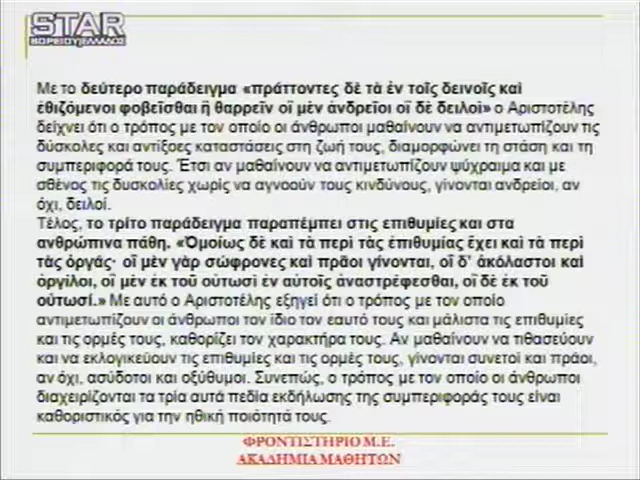 STAR
ΒΟΡΕΙΟΥ ΕΛΛΑΔΟΣ
Με το δεύτερο παράδειγμα «πράττοντες δὲ τὰ ἐν τοῖς δεινοῖς καὶ
ἐθιζόμενοι φοβεῖσθαι ἢ θαρρεῖν οἳ μὲν ἀνδρεῖοι οἳ δὲ δειλοὶ» ο Αριστοτέλης
δείχνει ότι ο τρόπος με τον οποίο οι άνθρωποι μαθαίνουν να αντιμετωπίζουν τις
δύσκολες και αντίξοες καταστάσεις στη ζωή τους, διαμορφώνει τη στάση και τη
συμπεριφορά τους. Έτσι αν μαθαίνουν να αντιμετωπίζουν ψύχραιμα και με
σθένος τις δυσκολίες χωρίς να αγνοούν τους κινδύνους, γίνονται ανδρείοι, αν
όχι, δειλοί.
Τέλος, το τρίτο παράδειγμα παραπέμπει στις επιθυμίες και στα
ανθρώπινα πάθη. «Ὁμοίως δὲ καὶ τὰ περὶ τὰς ἐπιθυμίας ἔχει καὶ τὰ περὶ
τὰς ὀργάς· οἳ μὲν γὰρ σώφρονες καὶ πρᾶοι γίνονται, οἳ δ’ ἀκόλαστοι καὶ
ὀργίλοι, οἳ μὲν ἐκ τοῦ οὑτωσὶ ἐν αὐτοῖς ἀναστρέφεσθαι, οἳ δὲ ἐκ τοῦ
οὑτωσί.» Με αυτό ο Αριστοτέλης εξηγεί ότι ο τρόπος με τον οποίο
αντιμετωπίζουν οι άνθρωποι τον ίδιο τον εαυτό τους και μάλιστα τις επιθυμίες
και τις ορμές τους, καθορίζει τον χαρακτήρα τους. Αν μαθαίνουν να τιθασεύουν
και να εκλογικεύουν τις επιθυμίες και τις ορμές τους, γίνονται συνετοί και πράοι,
αν όχι, ασύδοτοι και οξύθυμοι. Συνεπώς, ο τρόπος με τον οποίο οι άνθρωποι
διαχειρίζονται τα τρία αυτά πεδία εκδήλωσης της συμπεριφοράς τους είναι
καθοριστικός για την ηθική ποιότητά τους.
ΦΡΟΝΤΙΣΤΗΡΙΟ Μ.Ε.
ΑΚΑΔΗΜΙΑ ΜΑΘΗΤΩΝ